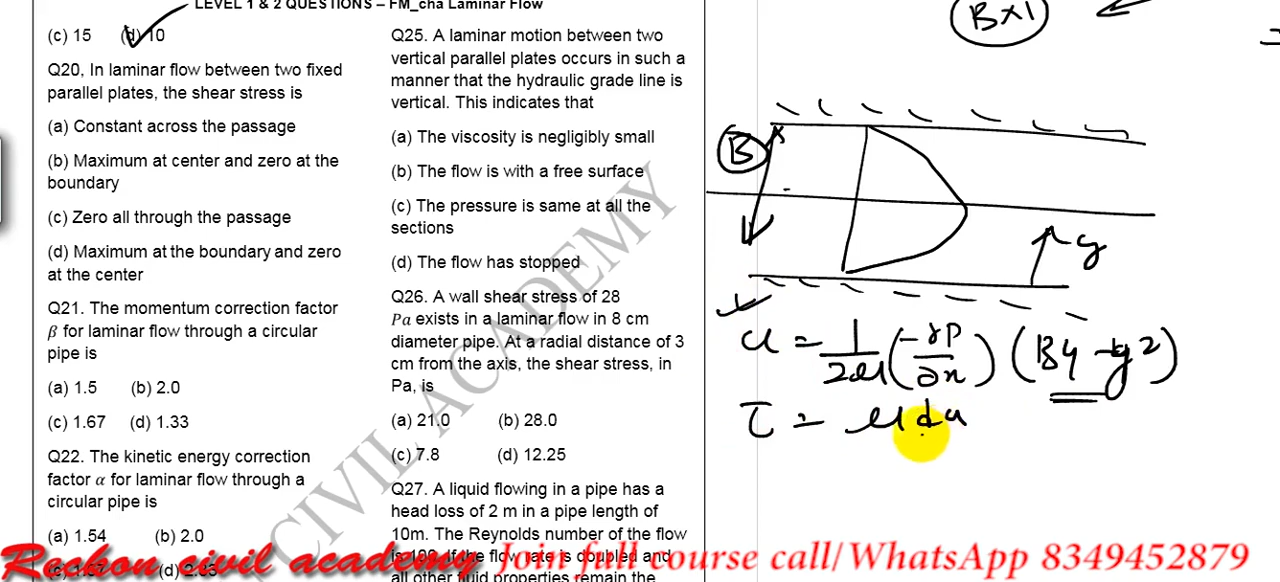 LEVEL 1 & 2 QUESTIONS – FM_cha Laminar Flow
(c) 15 (d) 10
Q20, In laminar flow between two fixed
parallel plates, the shear stress is
(a) Constant across the passage
(b) Maximum at center and zero at the
boundary
(c) Zero all through the passage
(d) Maximum at the boundary and zero
at the center
Q21. The momentum correction factor
β for laminar flow through a circular
pipe is
(a) 1.5 (b) 2.0
(c) 1.67 (d) 1.33
Q22. The kinetic energy correction
factor α for laminar flow through a
circular pipe is
(a) 1.54 (b) 2.0
(d)
Q25. A laminar motion between two
vertical parallel plates occurs in such a
manner that the hydraulic grade line is
vertical. This indicates that
(a) The viscosity is negligibly small
(b) The flow is with a free surface
(c) The pressure is same at all the
sections
(d) The flow has stopped
Q26. A wall shear stress of 28
Pa exists in a laminar flow in 8 cm
diameter pipe. At a radial distance of 3
cm from the axis, the shear stress, in
Pa, is
(a) 21.0 (b) 28.0
(c) 7.8 (d) 12.25
Q27. A liquid flowing in a pipe has a
head loss of 2 m in a pipe length of
10m. The Reynolds number of the flow
is 100. If the flow rate is doubled and
all other fluid properties remain the
CIVIL ACADEMY
B×1
B
y
u = 1/2μ (-∂P/∂x) (By - y²)
τ = μ du
Reckon civil academy Full course call/WhatsApp 8349452879